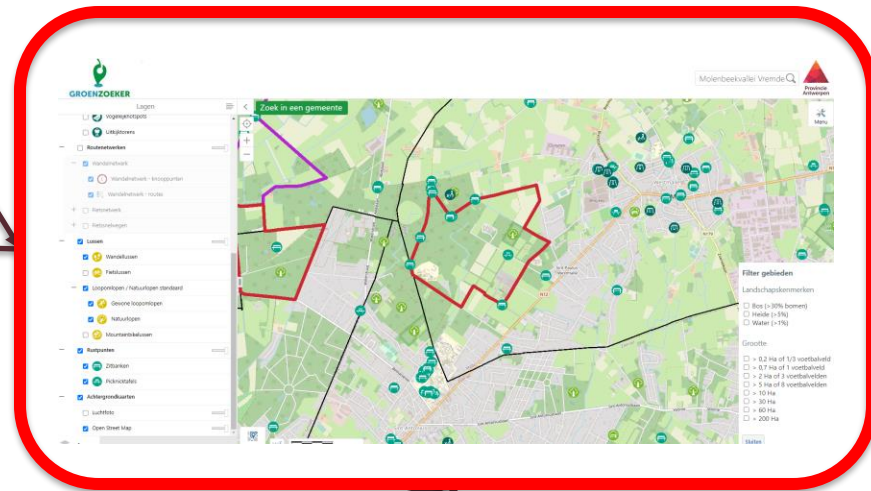 GROENZOEKER
Molenbeekvallei Vremde
Provincie
Antwerpen
Lagen
Zoek in een gemeente
Menu
Vogelkijkhotspots
Uitkijktorens
Routenetwerken
Wandelnetwerk
Wandelnetwerk - knooppunten
Wandelnetwerk - routes
Fietsnetwerk
Fietssnelwegen
Lussen
Wandellussen
Fietslussen
Loopomlopen / Natuurlopen standaard
Gewone loopomlopen
Natuurlopen
Mountainbikelussen
Rustpunten
Zitbanken
Picknicktafels
Achtergrondkaarten
Luchtfoto
Open Street Map
+
−
N12
Filter gebieden
Landschapskenmerken
Bos (>30% bomen)
Heide (>5%)
Water (>1%)
Grootte
> 0,2 Ha of 1/3 voetbalveld
> 0,7 Ha of 1 voetbalveld
> 2 Ha of 3 voetbalvelden
> 5 Ha of 8 voetbalvelden
> 10 Ha
> 30 Ha
> 60 Ha
> 200 Ha
Sluiten